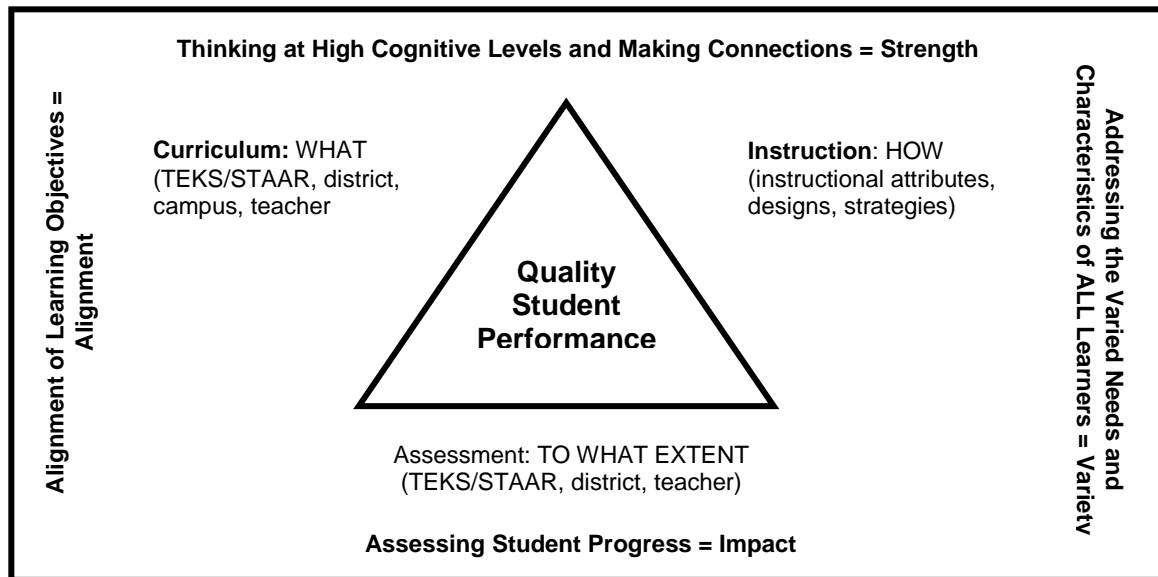 Thinking at High Cognitive Levels and Making Connections = Strength
Alignment of Learning Objectives =
Alignment
Curriculum: WHAT
(TEKS/STAAR, district,
campus, teacher
Instruction: HOW
(instructional attributes,
designs, strategies)
Addressing the Varied Needs and
Characteristics of ALL Learners = Variety
Quality
Student
Performance
Assessment: TO WHAT EXTENT
(TEKS/STAAR, district, teacher)
Assessing Student Progress = Impact